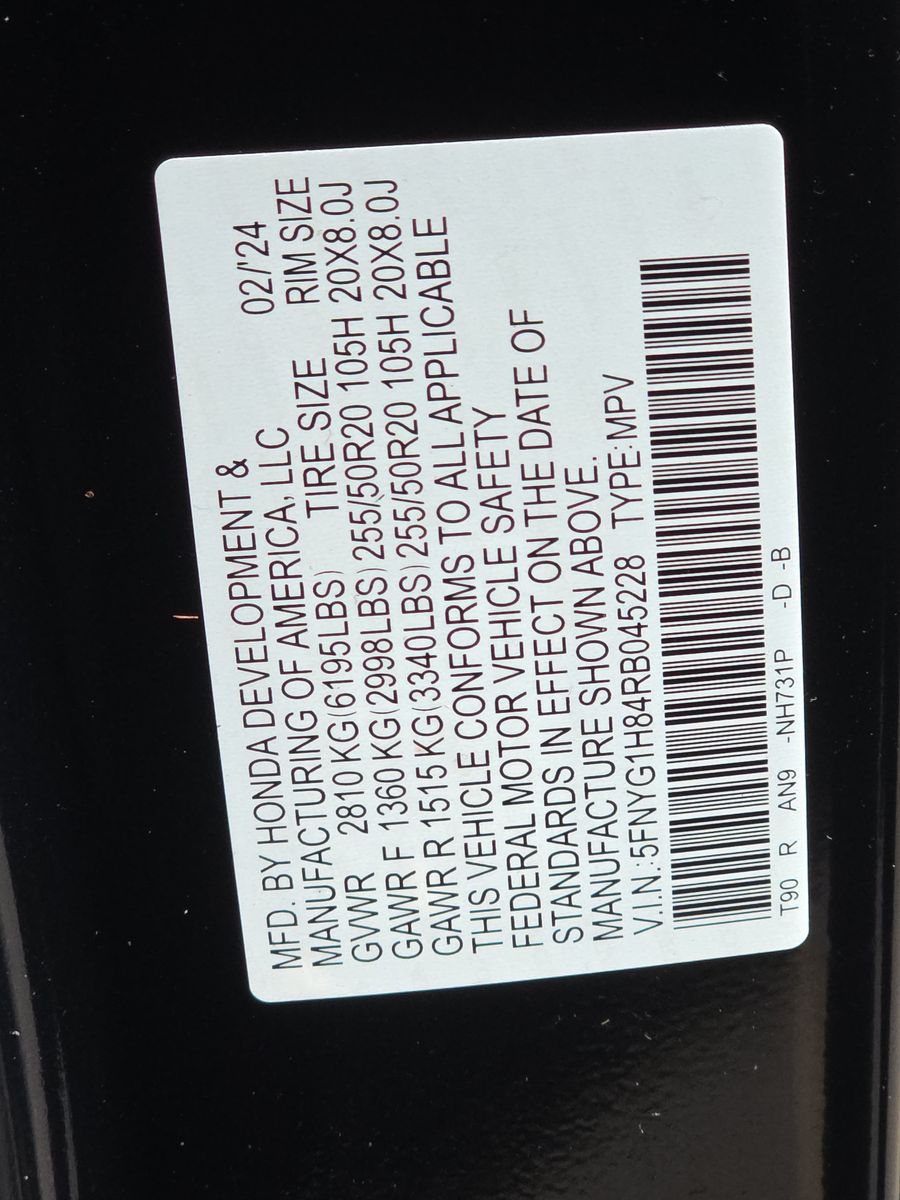 MFD. BY HONDA DEVELOPMENT &
MANUFACTURING OF AMERICA, LLC 02/'24
GVWR 2810 KG(6195LBS) TIRE SIZE RIM SIZE
GAWR F 1360 KG(2998LBS) 255/50R20 105H 20X8.0J
GAWR R 1515 KG(3340LBS) 255/50R20 105H 20X8.0J
THIS VEHICLE CONFORMS TO ALL APPLICABLE
FEDERAL MOTOR VEHICLE SAFETY
STANDARDS IN EFFECT ON THE DATE OF
MANUFACTURE SHOWN ABOVE.
V.I.N.:5FNYG1H84RB045228 TYPE:MPV
T90 R AN9 -NH731P -D -B